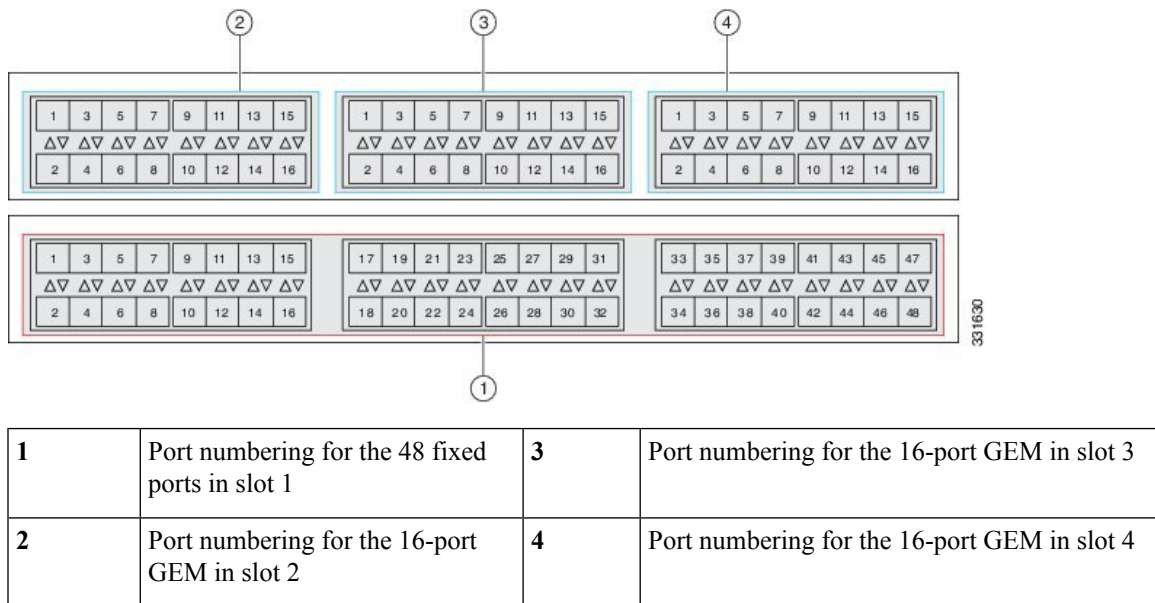 2 3 4
1 3 5 7 9 11 13 15 1 3 5 7 9 11 13 15 1 3 5 7 9 11 13 15
2 4 6 8 10 12 14 16 2 4 6 8 10 12 14 16 2 4 6 8 10 12 14 16
1 3 5 7 9 11 13 15 17 19 21 23 25 27 29 31 33 35 37 39 41 43 45 47
2 4 6 8 10 12 14 16 18 20 22 24 26 28 30 32 34 36 38 40 42 44 46 48
331630
1
1 Port numbering for the 48 fixed 3 Port numbering for the 16-port GEM in slot 3
ports in slot 1
2 Port numbering for the 16-port 4 Port numbering for the 16-port GEM in slot 4
GEM in slot 2